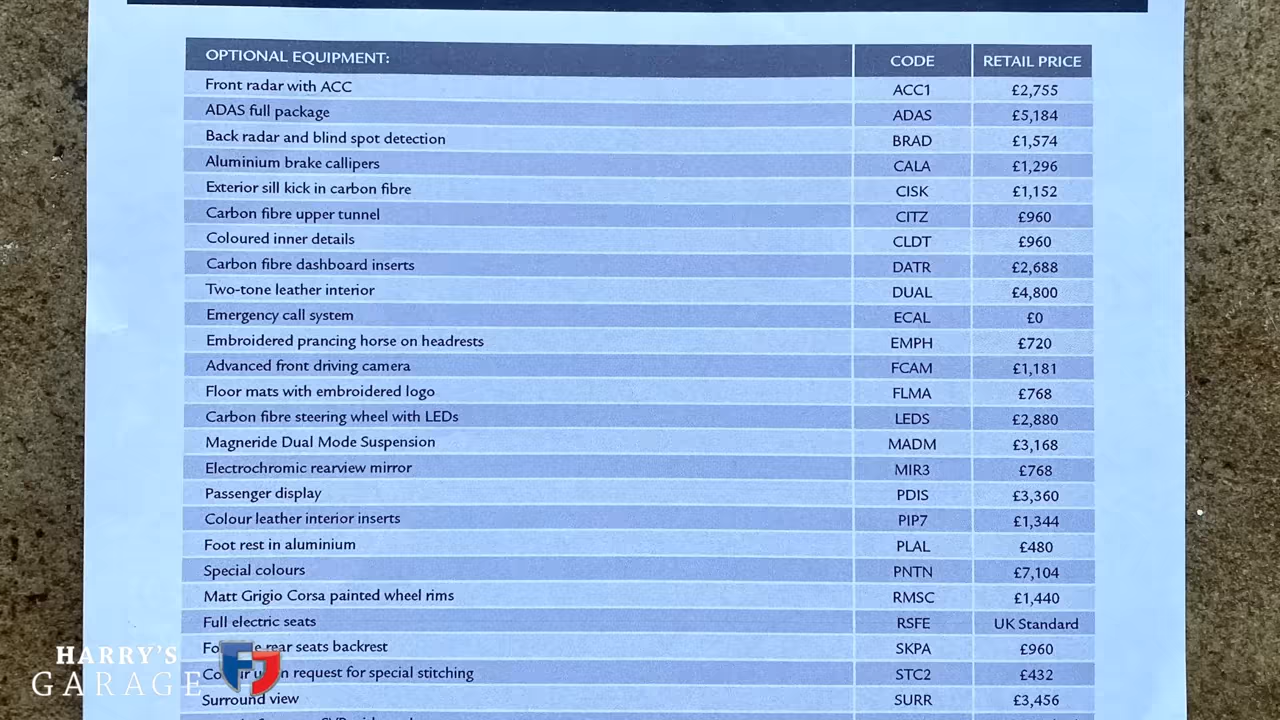 OPTIONAL EQUIPMENT: CODE RETAIL PRICE
Front radar with ACC ACC1 £2,755
ADAS full package ADAS £5,184
Back radar and blind spot detection BRAD £1,574
Aluminium brake callipers CALA £1,296
Exterior sill kick in carbon fibre CISK £1,152
Carbon fibre upper tunnel CITZ £960
Coloured inner details CLDT £960
Carbon fibre dashboard inserts DATR £2,688
Two-tone leather interior DUAL £4,800
Emergency call system ECAL £0
Embroidered prancing horse on headrests EMPH £720
Advanced front driving camera FCAM £1,181
Floor mats with embroidered logo FLMA £768
Carbon fibre steering wheel with LEDs LEDS £2,880
Magneride Dual Mode Suspension MADM £3,168
Electrochromic rearview mirror MIR3 £768
Passenger display PDIS £3,360
Colour leather interior inserts PIP7 £1,344
Foot rest in aluminium PLAL £480
Special colours PNTN £7,104
Matt Grigio Corsa painted wheel rims RMSC £1,440
Full electric seats RSFE UK Standard
rear seats backrest SKPA £960
request for special stitching STC2 £432
Surround view SURR £3,456
HARRY'S
GARAGE